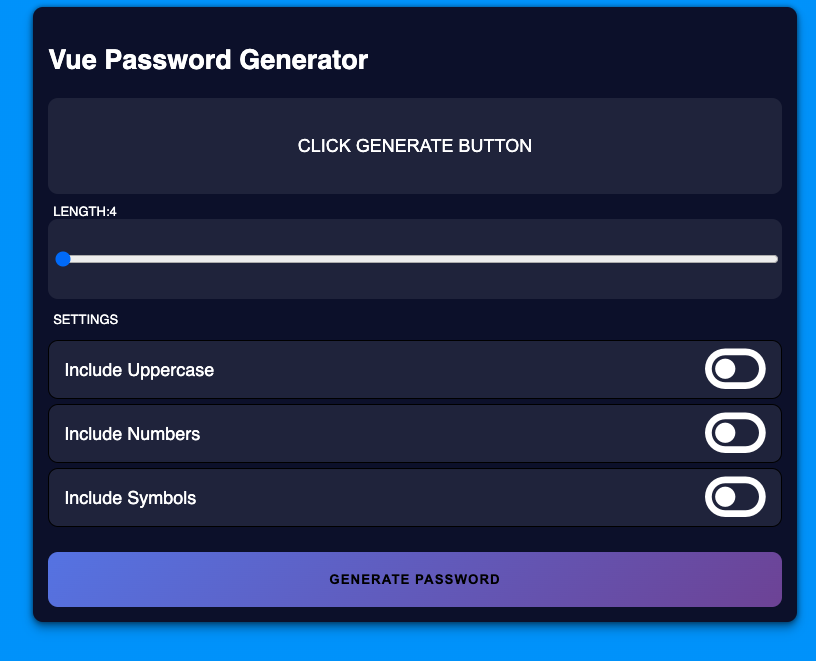 Vue Password Generator
CLICK GENERATE BUTTON
LENGTH:4
SETTINGS
Include Uppercase
Include Numbers
Include Symbols
GENERATE PASSWORD